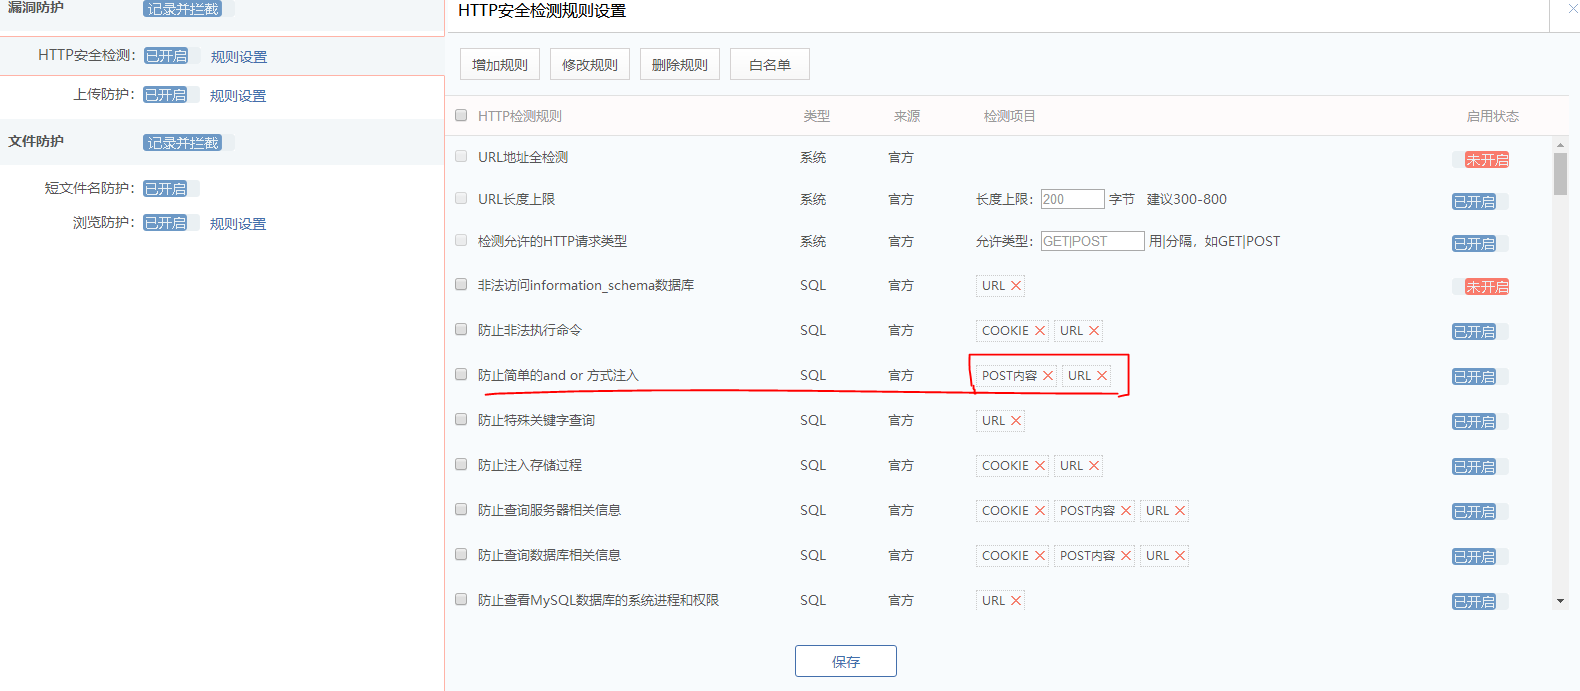 漏洞防护 记录并拦截
HTTP安全检测: 已开启 规则设置
上传防护: 已开启 规则设置
文件防护 记录并拦截
短文件名防护: 已开启
浏览防护: 已开启 规则设置
HTTP安全检测规则设置
增加规则 修改规则 删除规则 白名单
HTTP检测规则 类型 来源 检测项目 启用状态
URL地址全检测 系统 官方 未开启
URL长度上限 系统 官方 长度上限: 200 字节 建议300-800 已开启
检测允许的HTTP请求类型 系统 官方 允许类型: GET|POST 用|分隔，如GET|POST 已开启
非法访问information_schema数据库 SQL 官方 URL 未开启
防止非法执行命令 SQL 官方 COOKIE URL 已开启
防止简单的and or 方式注入 SQL 官方 POST内容 URL 已开启
防止特殊关键字查询 SQL 官方 URL 已开启
防止注入存储过程 SQL 官方 COOKIE URL 已开启
防止查询服务器相关信息 SQL 官方 COOKIE POST内容 URL 已开启
防止查询数据库相关信息 SQL 官方 COOKIE POST内容 URL 已开启
防止查看MySQL数据库的系统进程和权限 SQL 官方 URL 已开启
保存